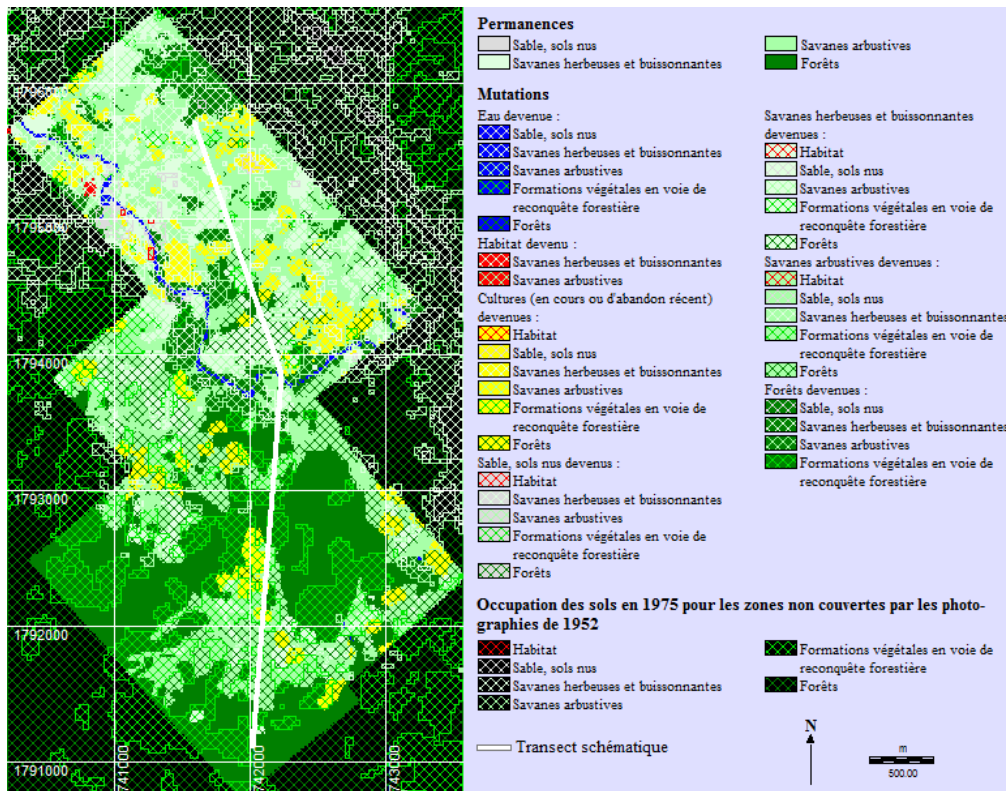 1795000
1794000
1793000
1792000
1791000
741000
742000
743000
Permanences
Sable, sols nus
Savanes herbeuses et buissonnantes
Savanes arbustives
Forêts
Mutations
Eau devenue :
Sable, sols nus
Savanes herbeuses et buissonnantes
Savanes arbustives
Formations végétales en voie de
reconquête forestière
Forêts
Habitat devenu :
Savanes herbeuses et buissonnantes
Savanes arbustives
Cultures (en cours ou d'abandon récent)
devenues :
Habitat
Sable, sols nus
Savanes herbeuses et buissonnantes
Savanes arbustives
Formations végétales en voie de
reconquête forestière
Forêts
Sable, sols nus devenus :
Habitat
Savanes herbeuses et buissonnantes
Savanes arbustives
Formations végétales en voie de
reconquête forestière
Forêts
Savanes herbeuses et buissonnantes
devenues :
Habitat
Sable, sols nus
Savanes arbustives
Formations végétales en voie de
reconquête forestière
Forêts
Savanes arbustives devenues :
Habitat
Sable, sols nus
Savanes herbeuses et buissonnantes
Formations végétales en voie de
reconquête forestière
Forêts
Forêts devenues :
Sable, sols nus
Savanes herbeuses et buissonnantes
Savanes arbustives
Formations végétales en voie de
reconquête forestière
Occupation des sols en 1975 pour les zones non couvertes par les photo-
graphies de 1952
Habitat
Sable, sols nus
Savanes herbeuses et buissonnantes
Savanes arbustives
Formations végétales en voie de
reconquête forestière
Forêts
Transect schématique
N
m
500.00